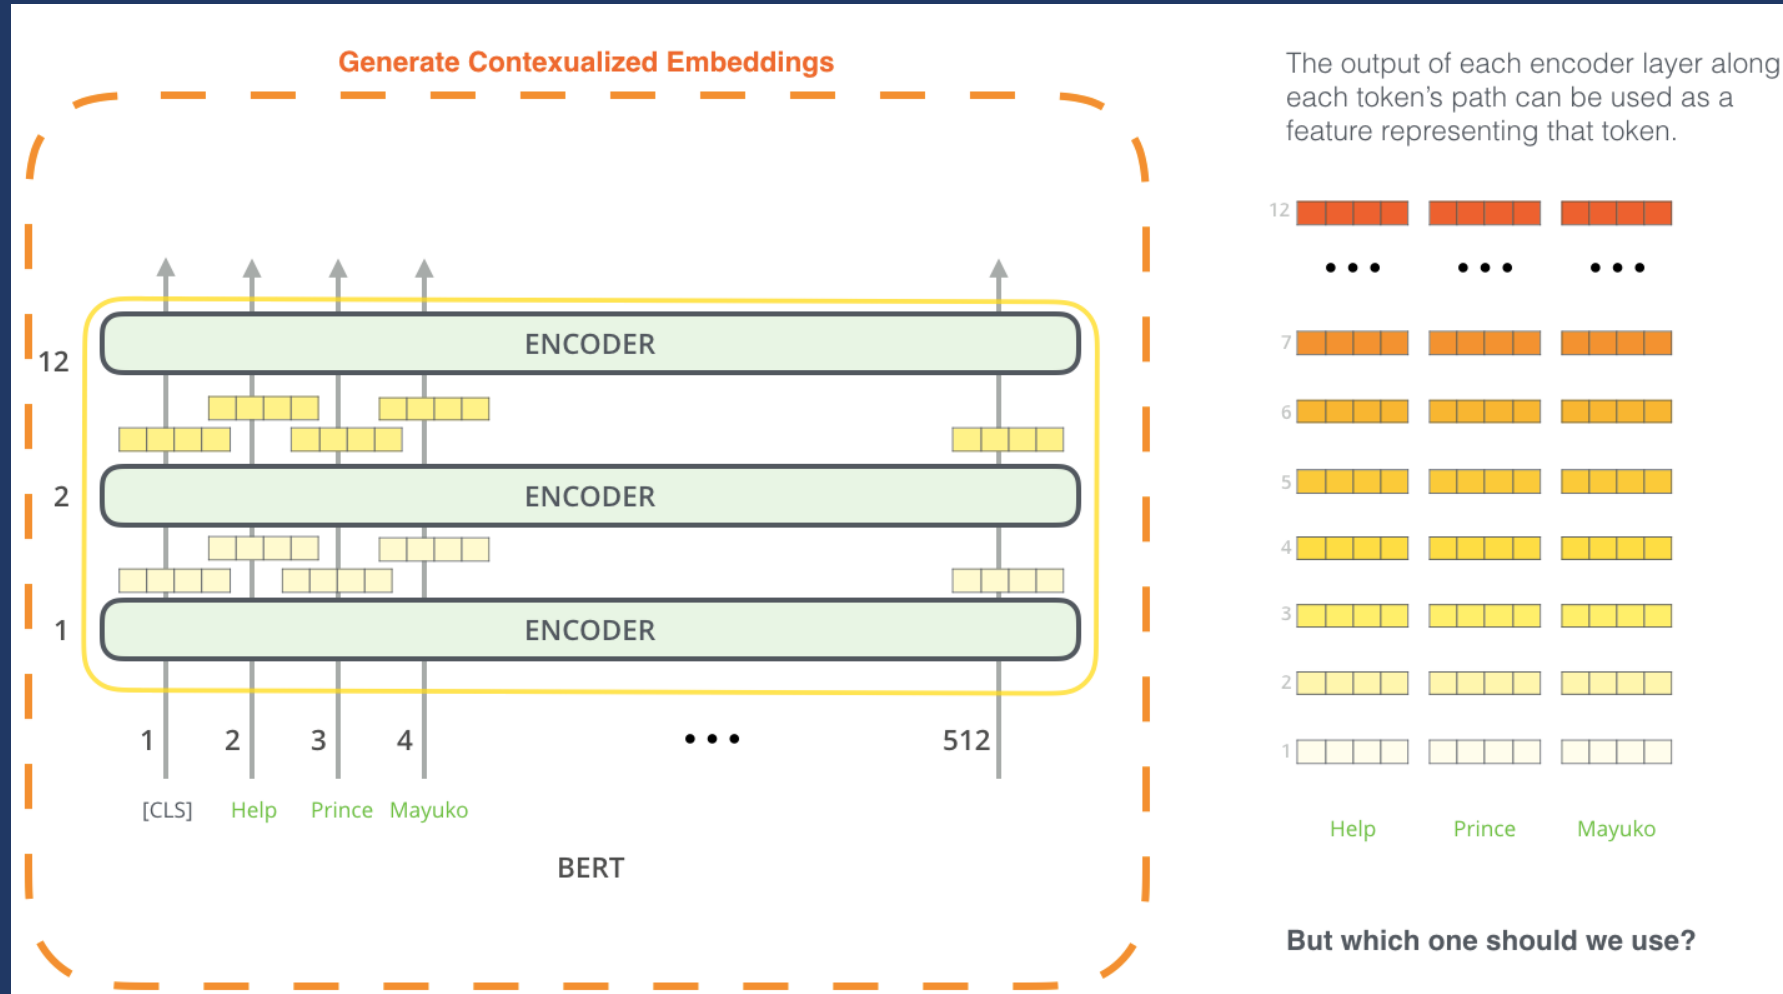 Generate Contexualized Embeddings
12
ENCODER
2
ENCODER
1
ENCODER
1
2
3
4
•••
512
[CLS]
Help
Prince
Mayuko
BERT
The output of each encoder layer along
each token's path can be used as a
feature representing that token.
12
•••
•••
•••
7
6
5
4
3
2
1
Help
Prince
Mayuko
But which one should we use?